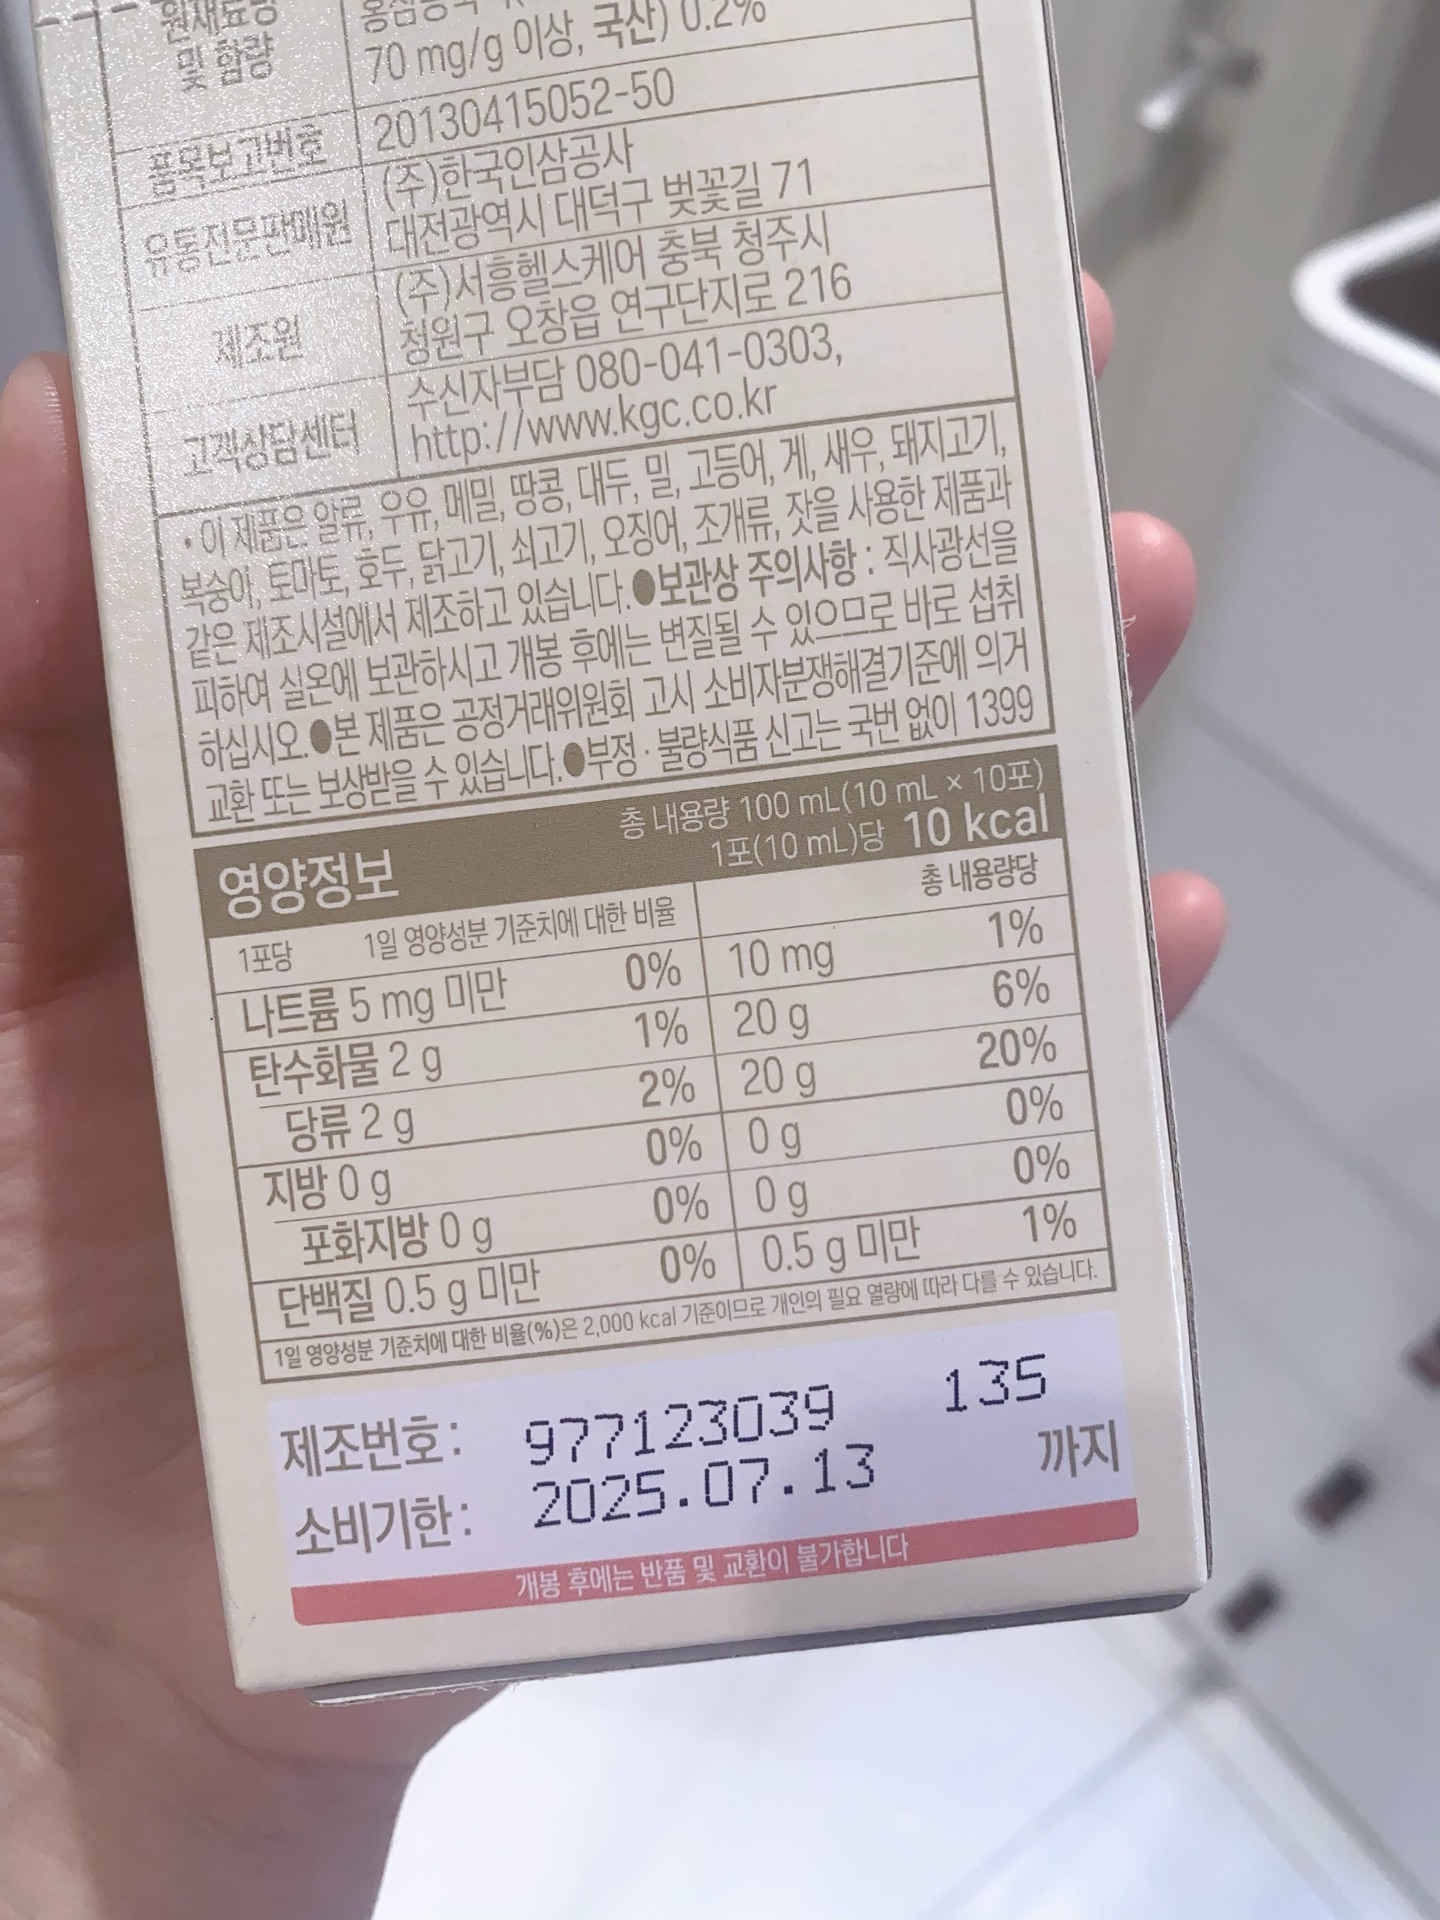 원재료명
및 함량
70 mg/g 이상, 국산) 0.2%
품목보고번호 20130415052-50
유통전문판매원 (주)한국인삼공사
대전광역시 대덕구 벚꽃길 71
제조원 (주)서흥헬스케어 충북 청주시
청원구 오창읍 연구단지로 216
고객상담센터 수신자부담 080-041-0303,
http://www.kgc.co.kr
• 이 제품은 알류, 우유, 메밀, 땅콩, 대두, 밀, 고등어, 게, 새우, 돼지고기,
복숭아, 토마토, 호두, 닭고기, 쇠고기, 오징어, 조개류, 잣을 사용한 제품과
같은 제조시설에서 제조하고 있습니다. ●보관상 주의사항 : 직사광선을
피하여 실온에 보관하시고 개봉 후에는 변질될 수 있으므로 바로 섭취
하십시오. ●본 제품은 공정거래위원회 고시 소비자분쟁해결기준에 의거
교환 또는 보상받을 수 있습니다. ●부정 · 불량식품 신고는 국번 없이 1399
영양정보 총 내용량 100 mL(10 mL × 10포)
1포(10 mL)당 10 kcal
1포당 1일 영양성분 기준치에 대한 비율 총 내용량당
나트륨 5 mg 미만 0% 10 mg 1%
탄수화물 2 g 1% 20 g 6%
당류 2 g 2% 20 g 20%
지방 0 g 0% 0 g 0%
포화지방 0 g 0% 0 g 0%
단백질 0.5 g 미만 0% 0.5 g 미만 1%
1일 영양성분 기준치에 대한 비율(%)은 2,000 kcal 기준이므로 개인의 필요 열량에 따라 다를 수 있습니다.
제조번호: 977123039 135
소비기한: 2025.07.13 까지
개봉 후에는 반품 및 교환이 불가합니다